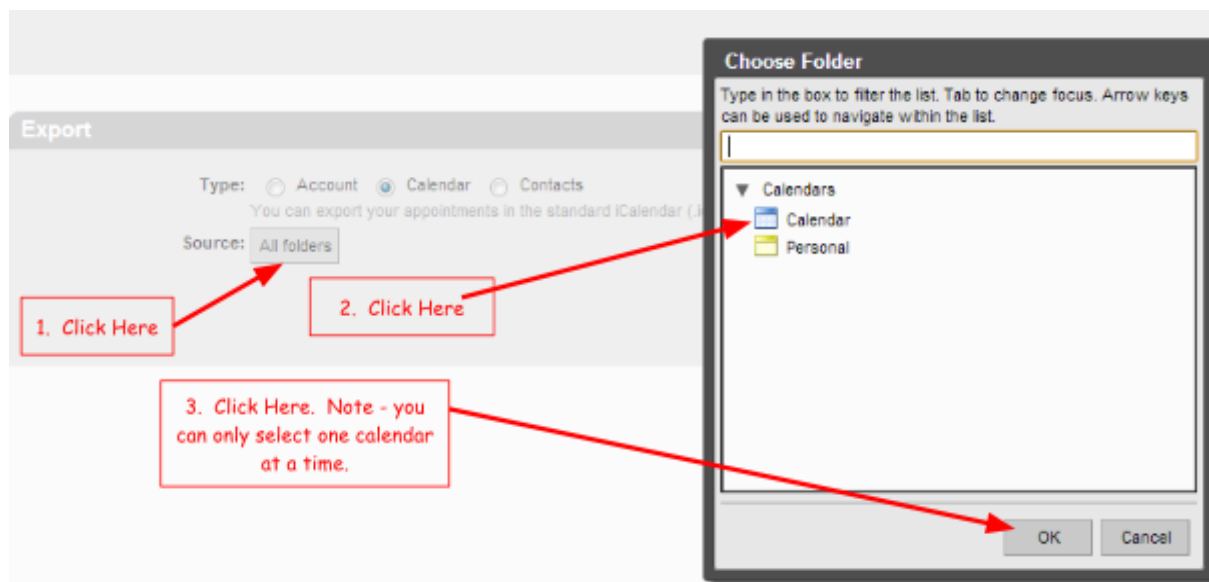 Export
Type: Account Calendar Contacts
You can export your appointments in the standard iCalendar
Source: All folders
1. Click Here
2. Click Here
3. Click Here. Note - you
can only select one calendar
at a time.
Choose Folder
Type in the box to filter the list. Tab to change focus. Arrow keys
can be used to navigate within the list.
Calendars
Calendar
Personal
OK Cancel